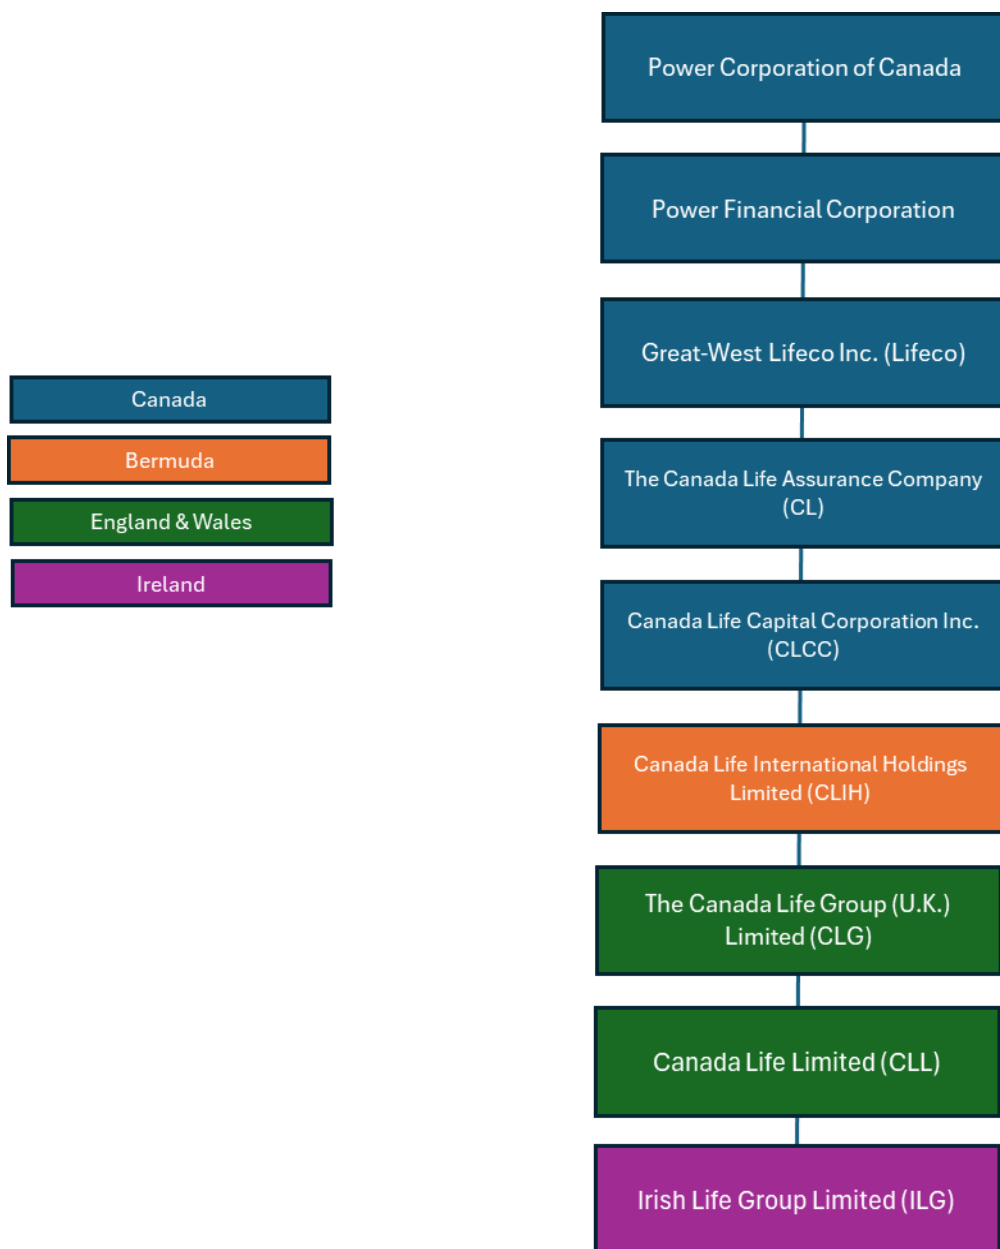 Power Corporation of Canada
Power Financial Corporation
Great-West Lifeco Inc. (Lifeco)
Canada
The Canada Life Assurance Company
(CL)
Bermuda
England & Wales
Ireland
Canada Life Capital Corporation Inc.
(CLCC)
Canada Life International Holdings
Limited (CLIH)
The Canada Life Group (U.K.)
Limited (CLG)
Canada Life Limited (CLL)
Irish Life Group Limited (ILG)